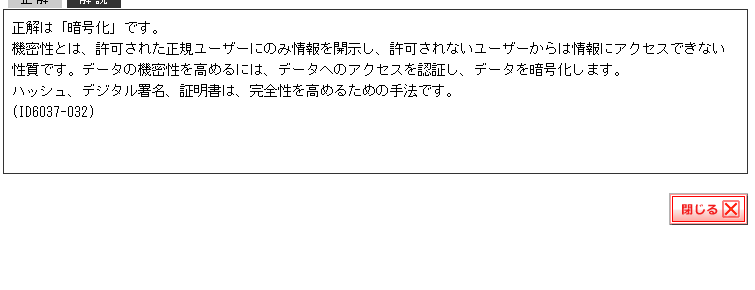 正解 解説
正解は「暗号化」です。
機密性とは、許可された正規ユーザーにのみ情報を開示し、許可されないユーザーからは情報にアクセスできない
性質です。データの機密性を高めるには、データへのアクセスを認証し、データを暗号化します。
ハッシュ、デジタル署名、証明書は、完全性を高めるための手法です。
(ID6037-032)
閉じる